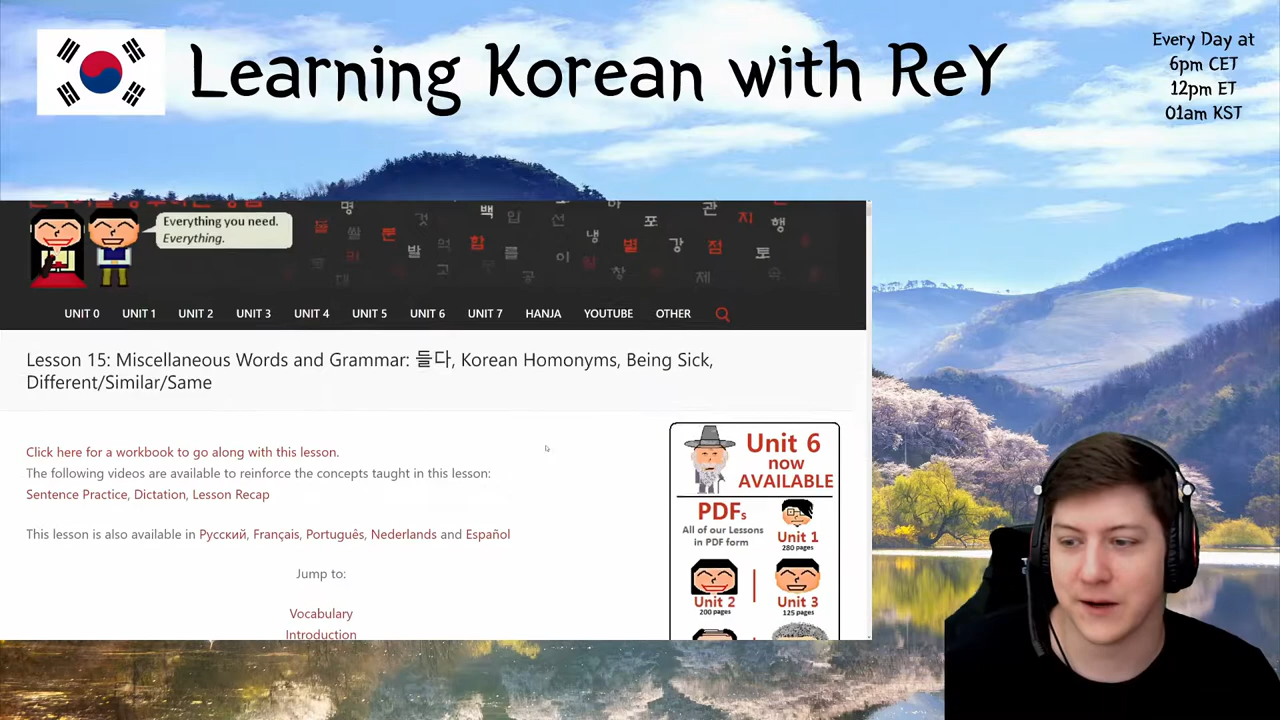 Learning Korean with ReY
Every Day at
6pm CET
12pm ET
01am KST
Everything you need.
Everything.
UNIT 0 UNIT 1 UNIT 2 UNIT 3 UNIT 4 UNIT 5 UNIT 6 UNIT 7 HANJA YOUTUBE OTHER
Lesson 15: Miscellaneous Words and Grammar: 들다, Korean Homonyms, Being Sick,
Different/Similar/Same
Click here for a workbook to go along with this lesson.
The following videos are available to reinforce the concepts taught in this lesson:
Sentence Practice, Dictation, Lesson Recap
This lesson is also available in Русский, Français, Português, Nederlands and Español
Jump to:
Vocabulary
Introduction
Unit 6
now
AVAILABLE
PDFs
All of our Lessons
in PDF form
Unit 1
280 pages
Unit 2
200 pages
Unit 3
125 pages